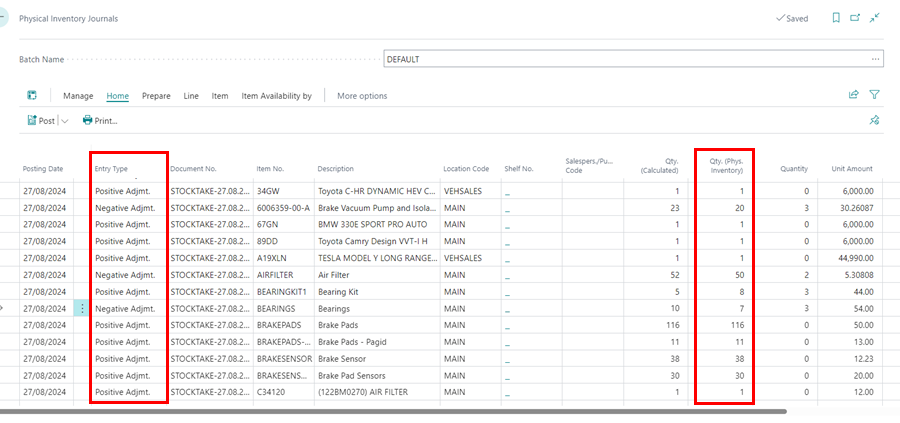 Physical Inventory Journals
Saved
Batch Name DEFAULT ...
Manage Home Prepare Line Item Item Availability by More options
Post Print...
Posting Date Entry Type Document No. Item No. Description Location Code Shelf No. Salespers./Pu... Code Qty. (Calculated) Qty. (Phys. Inventory) Quantity Unit Amount
27/08/2024 Positive Adjmt. STOCKTAKE-27.08.2... 34GW Toyota C-HR DYNAMIC HEV C... VEHSALES _ 1 1 0 6,000.00
27/08/2024 Negative Adjmt. STOCKTAKE-27.08.2... 6006359-00-A Brake Vacuum Pump and Isola... MAIN _ 23 20 3 30.26087
27/08/2024 Positive Adjmt. STOCKTAKE-27.08.2... 67GN BMW 330E SPORT PRO AUTO MAIN _ 1 1 0 6,000.00
27/08/2024 Positive Adjmt. STOCKTAKE-27.08.2... 89DD Toyota Camry Design VVT-I H MAIN _ 1 1 0 6,000.00
27/08/2024 Positive Adjmt. STOCKTAKE-27.08.2... A19XLN TESLA MODEL Y LONG RANGE... VEHSALES _ 1 1 0 44,990.00
27/08/2024 Negative Adjmt. STOCKTAKE-27.08.2... AIRFILTER Air Filter MAIN _ 52 50 2 5.30808
27/08/2024 Positive Adjmt. STOCKTAKE-27.08.2... BEARINGKIT1 Bearing Kit MAIN _ 5 8 3 44.00
27/08/2024 Negative Adjmt. STOCKTAKE-27.08.2... BEARINGS Bearings MAIN _ 10 7 3 54.00
27/08/2024 Positive Adjmt. STOCKTAKE-27.08.2... BRAKEPADS Brake Pads MAIN _ 116 116 0 50.00
27/08/2024 Positive Adjmt. STOCKTAKE-27.08.2... BRAKEPADS-... Brake Pads - Pagid MAIN _ 11 11 0 13.00
27/08/2024 Positive Adjmt. STOCKTAKE-27.08.2... BRAKESENSOR Brake Sensor MAIN _ 38 38 0 12.23
27/08/2024 Positive Adjmt. STOCKTAKE-27.08.2... BRAKESENSORS Brake Pad Sensors MAIN _ 30 30 0 20.00
27/08/2024 Positive Adjmt. STOCKTAKE-27.08.2... C34120 (122BM0270) AIR FILTER MAIN _ 1 1 0 12.00